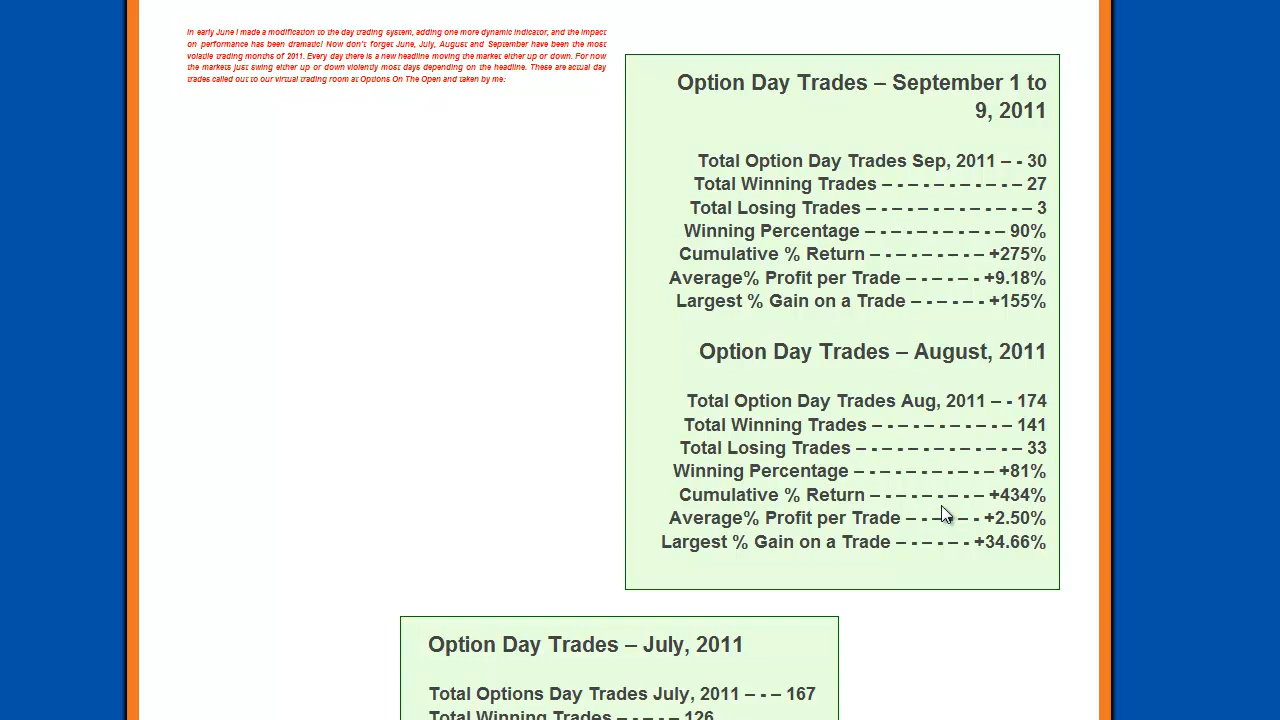 In early June I made a modification to the day trading system, adding one more dynamic indicator, and the impact
on performance has been dramatic! Now don't forget June, July, August and September have been the most
volatile trading months of 2011. Every day there is a new headline moving the market either up or down. For now
the markets just swing either up or down violently most days depending on the headline. These are actual day
trades called out to our virtual trading room at Options On The Open and taken by me:
Option Day Trades – September 1 to
9, 2011
Total Option Day Trades Sep, 2011 – - 30
Total Winning Trades – - – - – - – - – - – 27
Total Losing Trades – - – - – - – - – - – - – 3
Winning Percentage – - – - – - – - – - – 90%
Cumulative % Return – - – - – - – - – +275%
Average% Profit per Trade – - – - – - +9.18%
Largest % Gain on a Trade – - – - – - +155%
Option Day Trades – August, 2011
Total Option Day Trades Aug, 2011 – - 174
Total Winning Trades – - – - – - – - – - – 141
Total Losing Trades – - – - – - – - – - – - – 33
Winning Percentage – - – - – - – - – - – +81%
Cumulative % Return – - – - – - – - – +434%
Average% Profit per Trade – - – - – - +2.50%
Largest % Gain on a Trade – - – - – - +34.66%
Option Day Trades – July, 2011
Total Options Day Trades July, 2011 – - – 167
Total Winning Trades – - – - – 126